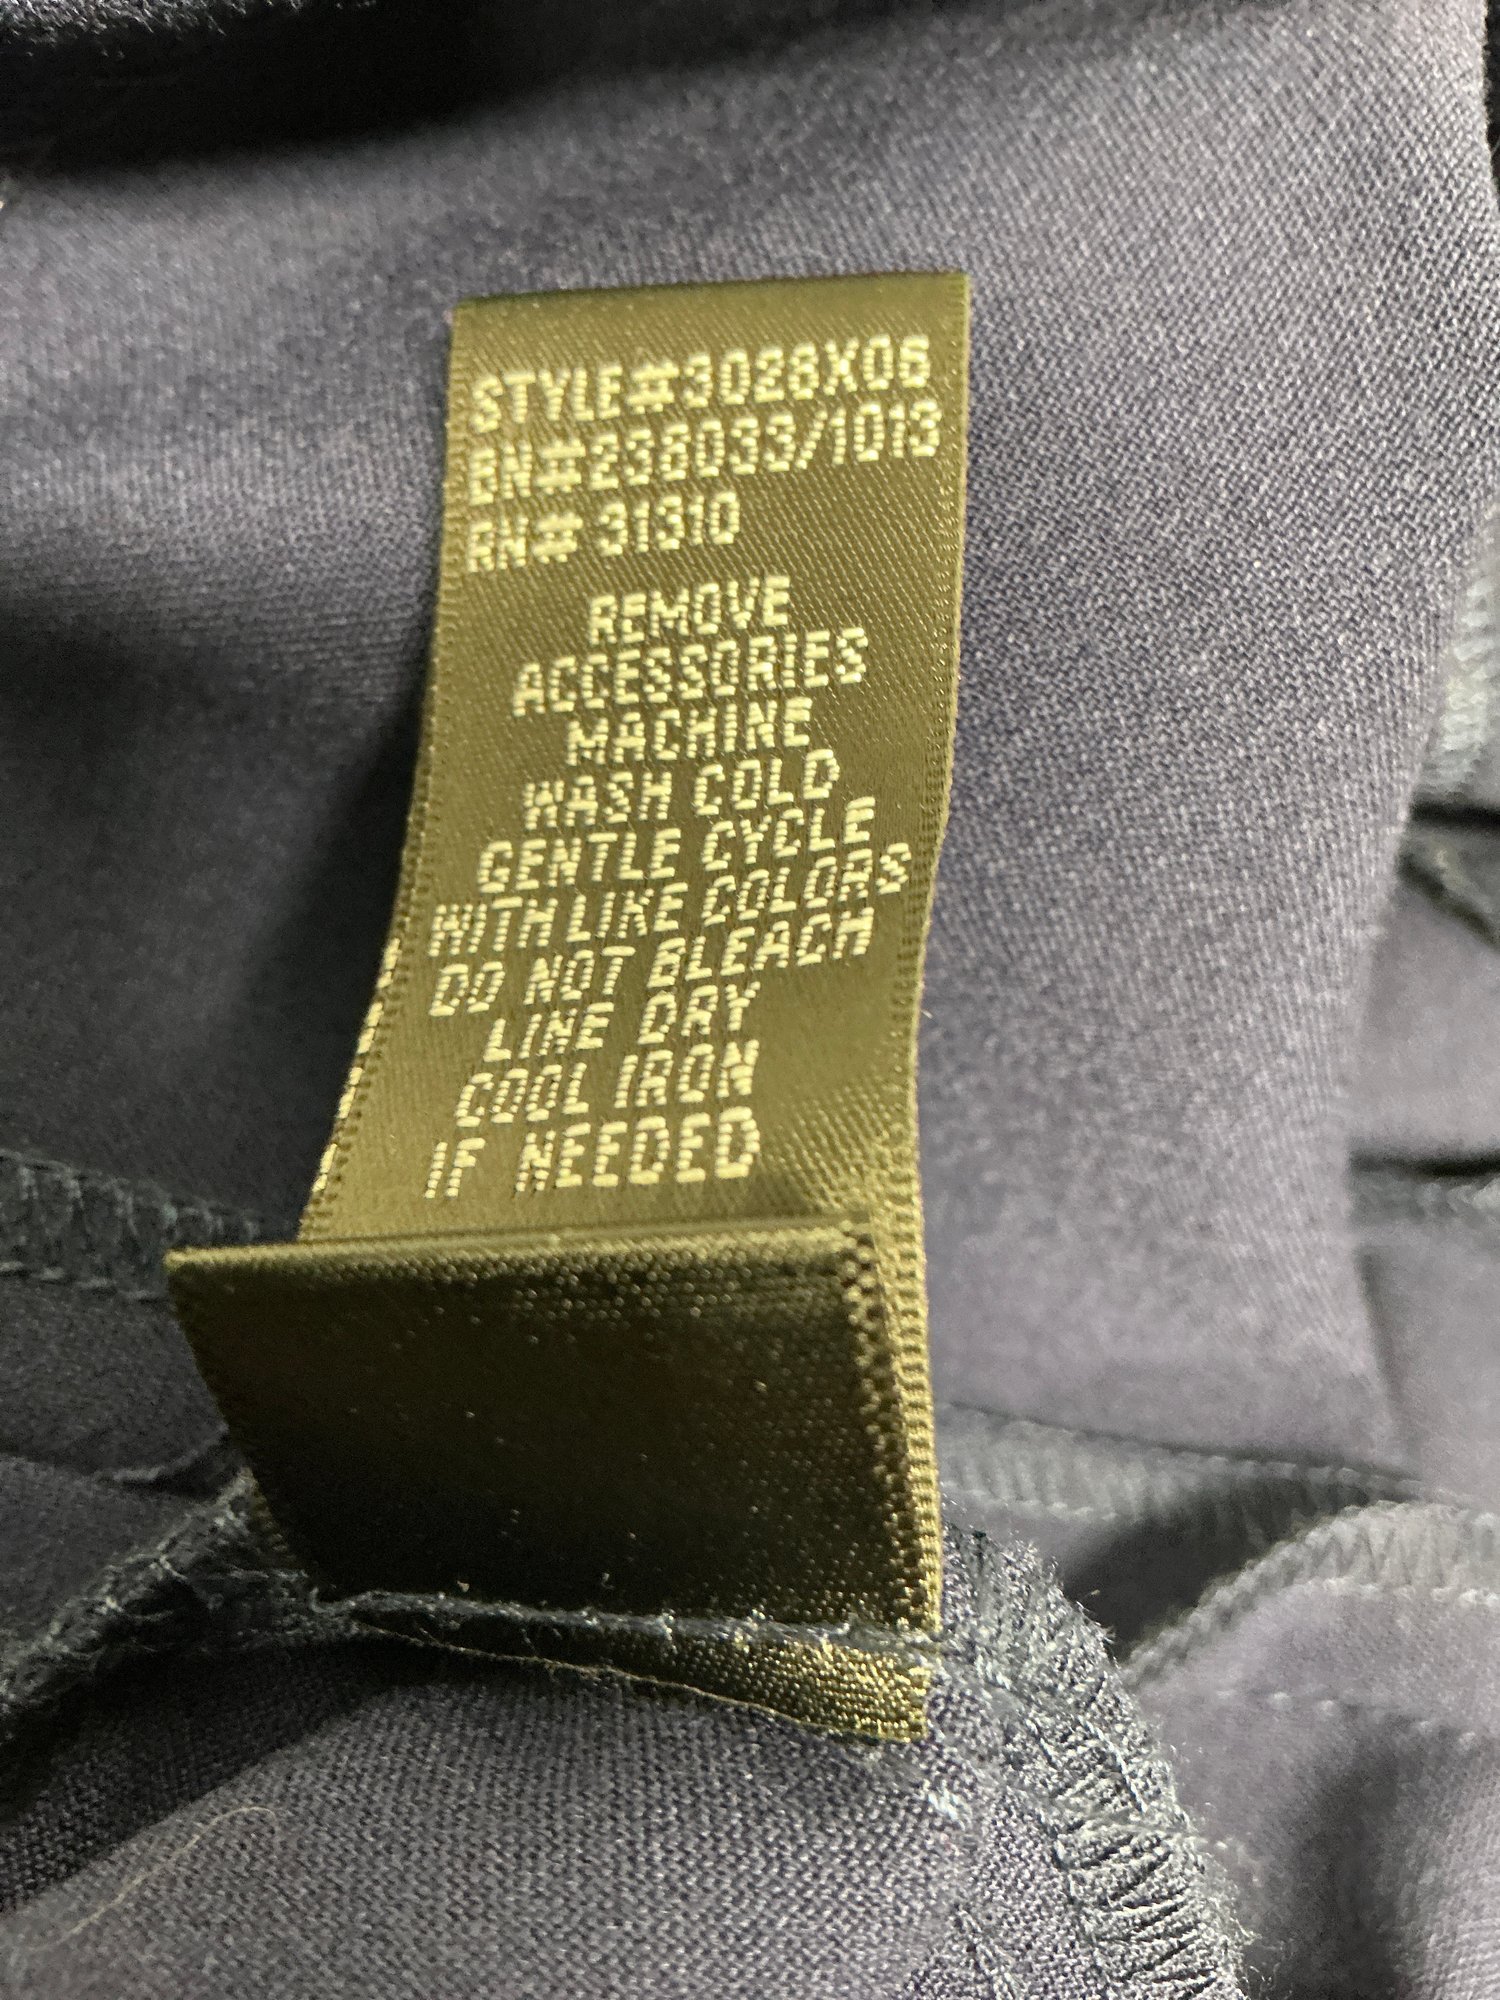 STYLE#3028X06
BN#236033/1013
RN# 31310
REMOVE
ACCESSORIES
MACHINE
WASH COLD
GENTLE CYCLE
WITH LIKE COLORS
DO NOT BLEACH
LINE DRY
COOL IRON
IF NEEDED